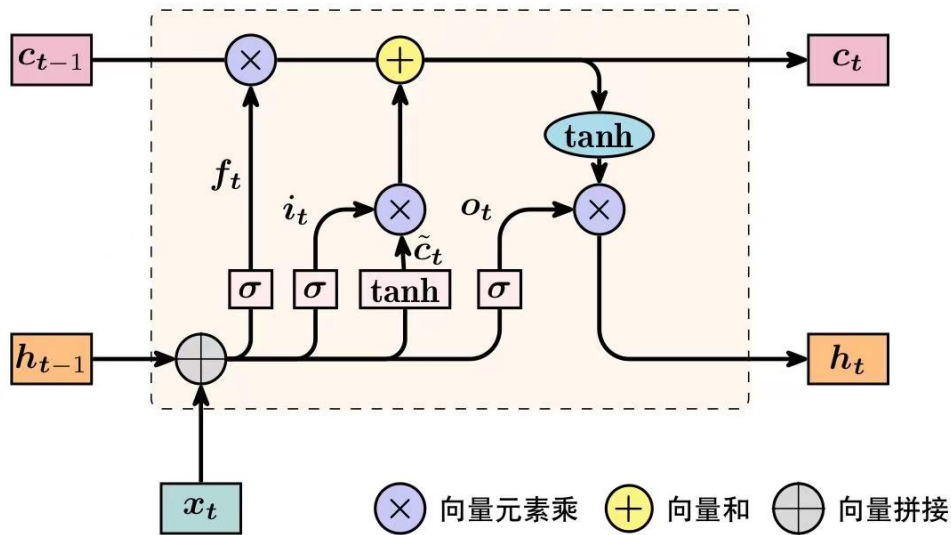 c_{t−1}
×
+
c_t
tanh
f_t
i_t
×
o_t
×
c̃_t
σ
σ
tanh
σ
h_{t−1}
h_t
x_t
× 向量元素乘
+ 向量和
向量拼接